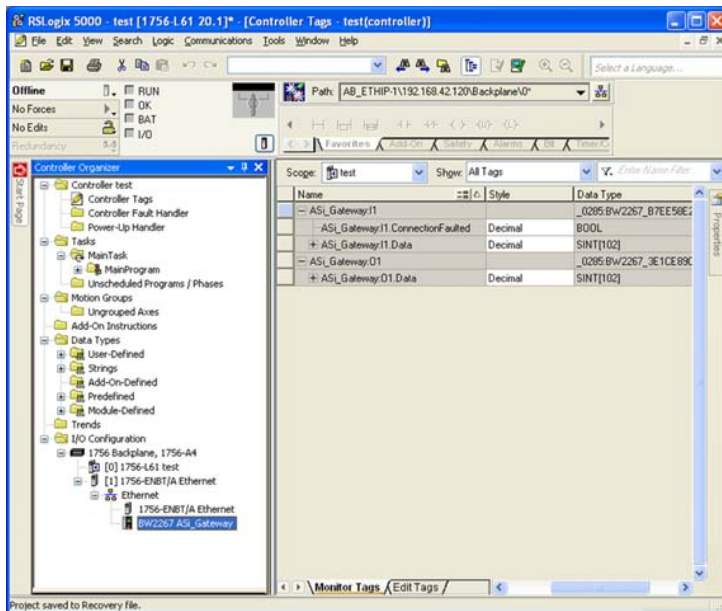 RSLogix 5000 - test [1756-L61 20.1]* - [Controller Tags - test(controller)]
File Edit View Search Logic Communications Tools Window Help
Select a Language...
Offline
RUN
No Forces
OK
No Edits
BAT
Redundancy
I/O
Path: AB_ETHIP-1\192.168.42.120\Backplane\0*
Favorites Add-On Safety Alarms Bit Timer/C
Start Page
Controller Organizer
Controller test
Controller Tags
Controller Fault Handler
Power-Up Handler
Tasks
MainTask
MainProgram
Unscheduled Programs / Phases
Motion Groups
Ungrouped Axes
Add-On Instructions
Data Types
User-Defined
Strings
Add-On-Defined
Predefined
Module-Defined
Trends
I/O Configuration
1756 Backplane, 1756-A4
[0] 1756-L61 test
[1] 1756-ENBT/A Ethernet
Ethernet
1756-ENBT/A Ethernet
BW2267 ASi_Gateway
Scope: test Show: All Tags Enter Name Filter
Name Style Data Type
ASi_Gateway:I1 _0285:BW2267_B7EE58E2
ASi_Gateway:I1.ConnectionFaulted Decimal BOOL
ASi_Gateway:I1.Data Decimal SINT[102]
ASi_Gateway:O1 _0285:BW2267_3E1CE89C
ASi_Gateway:O1.Data Decimal SINT[102]
Properties
Monitor Tags Edit Tags
Project saved to Recovery file.